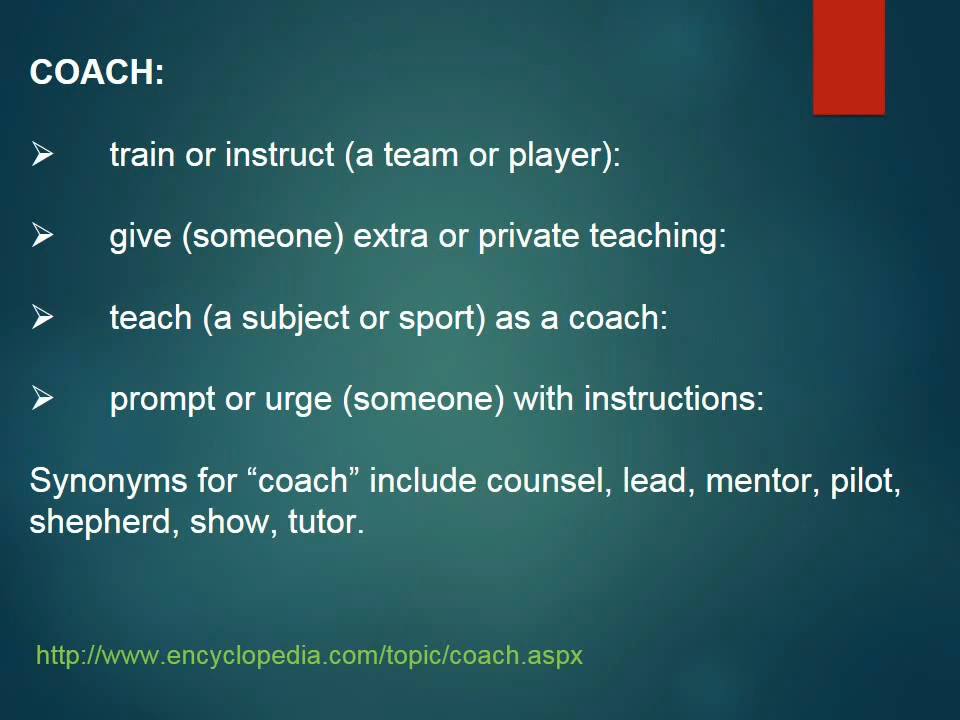 COACH:
➢ train or instruct (a team or player):
➢ give (someone) extra or private teaching:
➢ teach (a subject or sport) as a coach:
➢ prompt or urge (someone) with instructions:
Synonyms for “coach” include counsel, lead, mentor, pilot,
shepherd, show, tutor.
http://www.encyclopedia.com/topic/coach.aspx